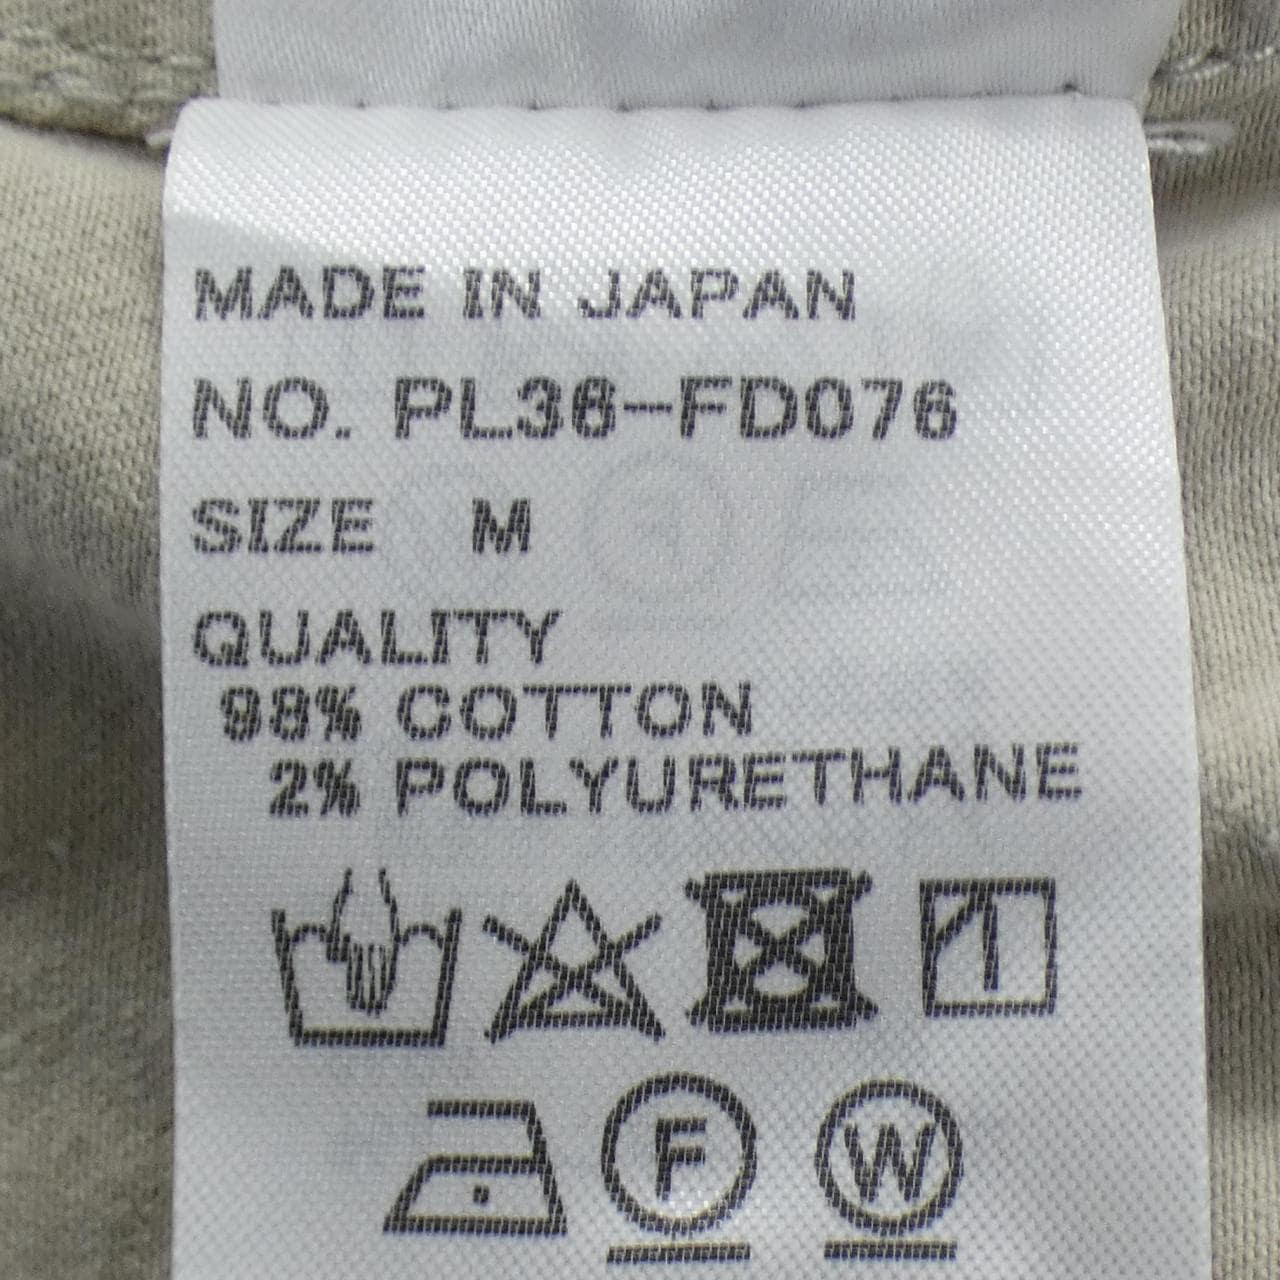 MADE IN JAPAN
NO. PL36-FD076
SIZE M
QUALITY
98% COTTON
2% POLYURETHANE
F W